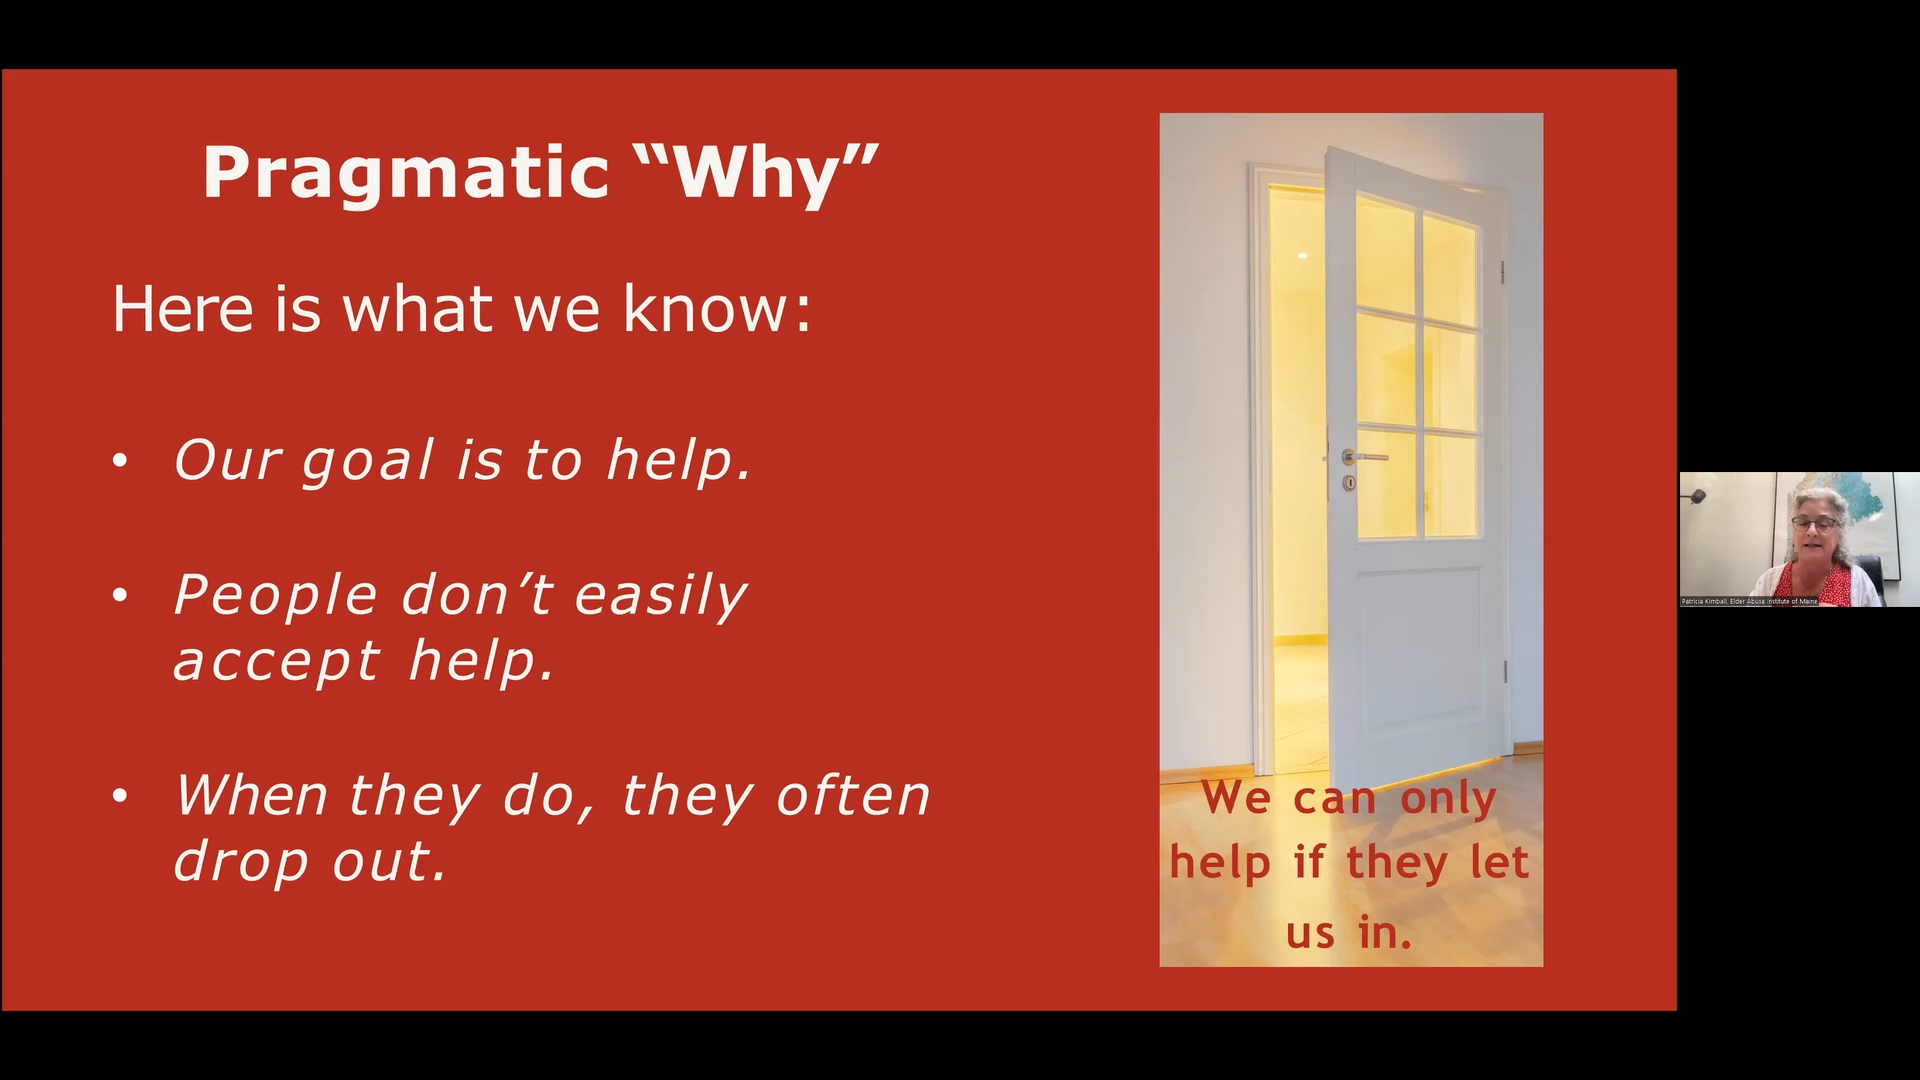 Pragmatic “Why”
Here is what we know:
• Our goal is to help.
• People don’t easily
accept help.
• When they do, they often
drop out.
We can only
help if they let
us in.
Patricia Kimball, Elder Abuse Institute of Maine